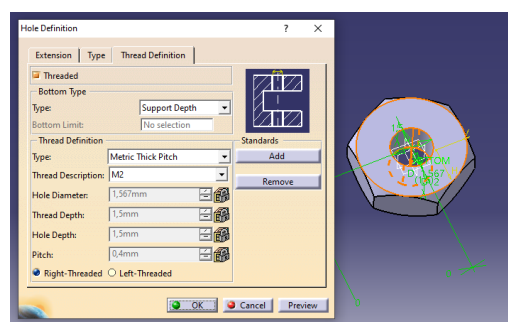 Hole Definition ? X
Extension Type Thread Definition
Threaded
Bottom Type
Type: Support Depth
Bottom Limit: No selection
Thread Definition Standards
Type: Metric Thick Pitch Add
Thread Description: M2 Remove
Hole Diameter: 1,567mm
Thread Depth: 1,5mm
Hole Depth: 1,5mm
Pitch: 0,4mm
Right-Threaded Left-Threaded
OK Cancel Preview